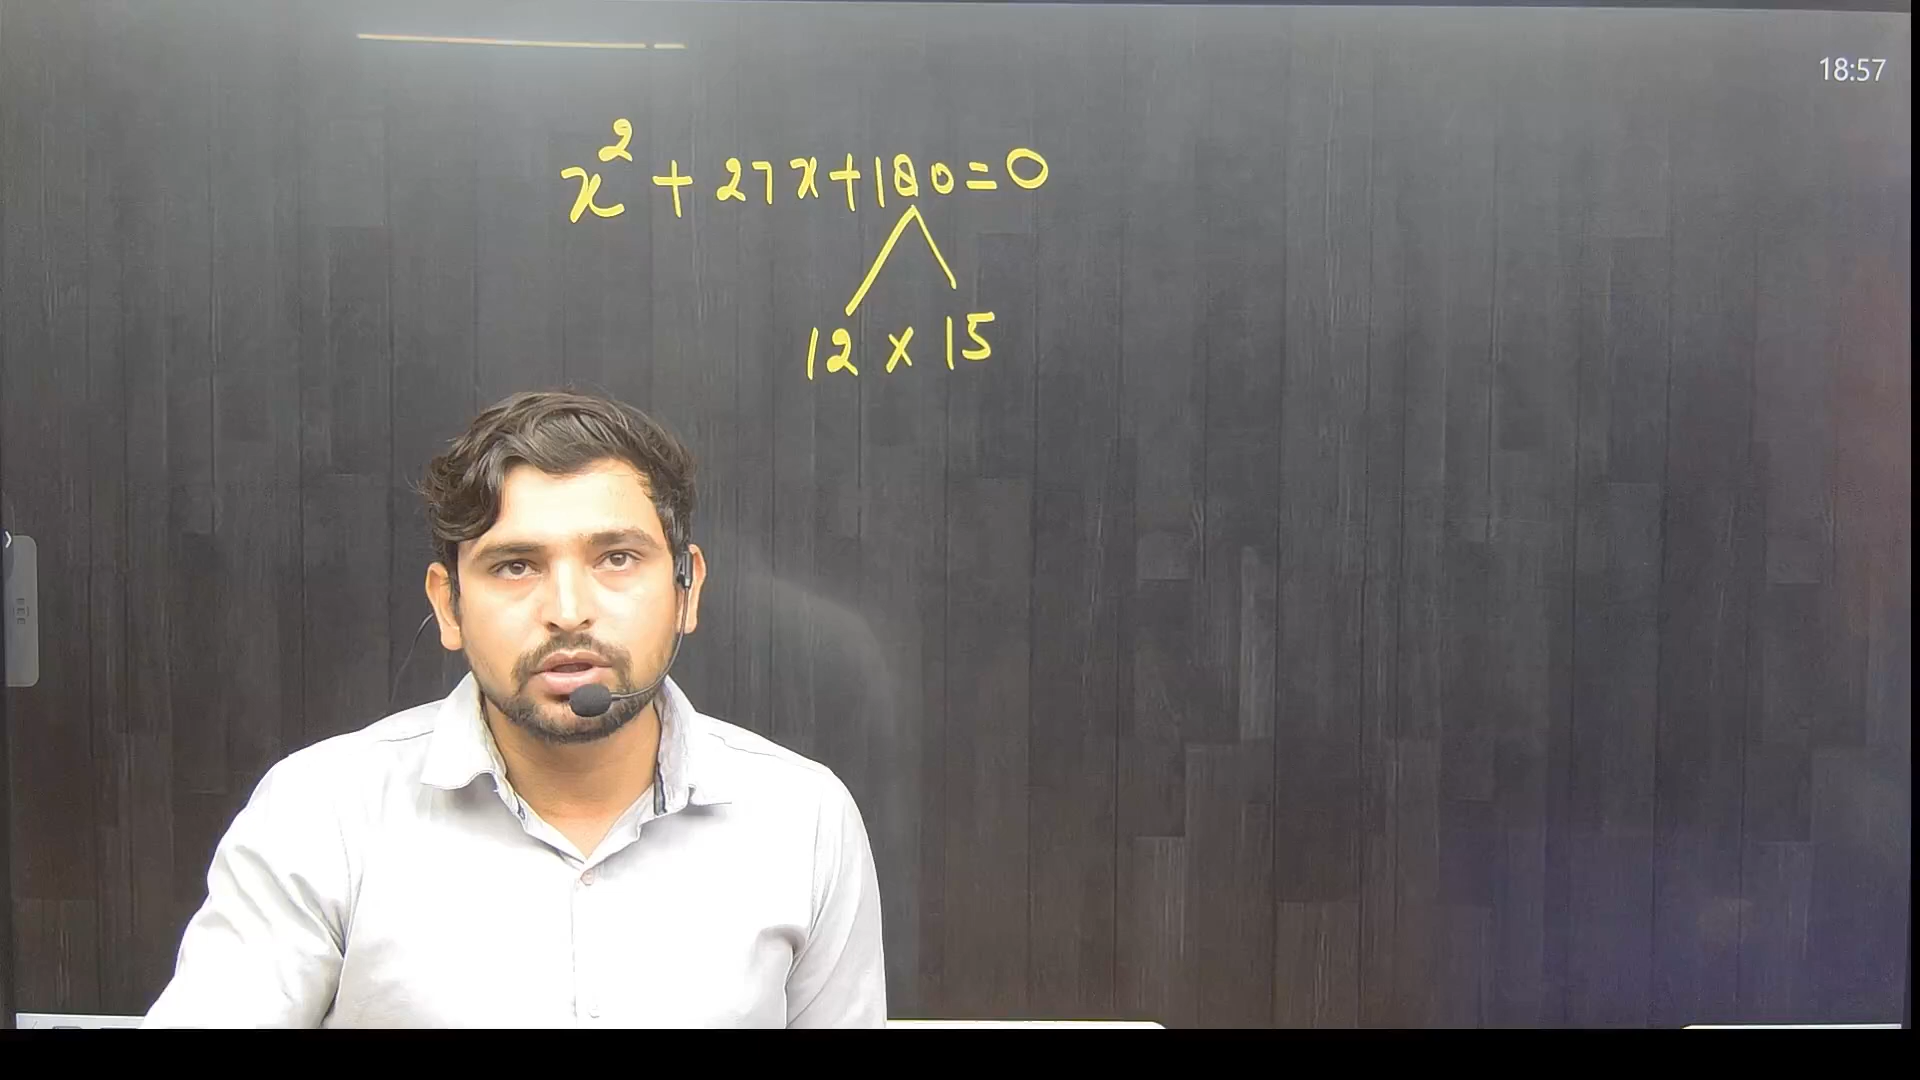 18:57
x² + 27x + 180 = 0
12 × 15